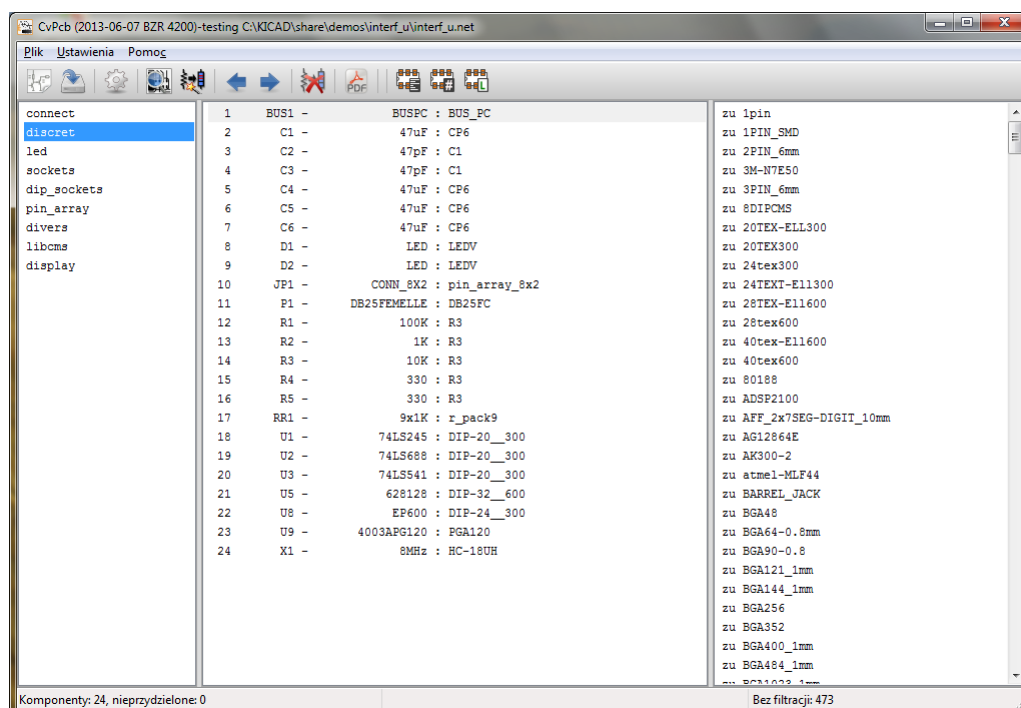 CvPcb (2013-06-07 BZR 4200)-testing C:\KICAD\share\demos\interf_u\interf_u.net
Plik Ustawienia Pomoc
PDF
connect
discret
led
sockets
dip_sockets
pin_array
divers
libcms
display
1 BUS1 - BUSPC : BUS_PC
2 C1 - 47uF : CP6
3 C2 - 47pF : C1
4 C3 - 47pF : C1
5 C4 - 47uF : CP6
6 C5 - 47uF : CP6
7 C6 - 47uF : CP6
8 D1 - LED : LEDV
9 D2 - LED : LEDV
10 JP1 - CONN_8X2 : pin_array_8x2
11 P1 - DB25FEMELLE : DB25FC
12 R1 - 100K : R3
13 R2 - 1K : R3
14 R3 - 10K : R3
15 R4 - 330 : R3
16 R5 - 330 : R3
17 RR1 - 9x1K : r_pack9
18 U1 - 74LS245 : DIP-20__300
19 U2 - 74LS688 : DIP-20__300
20 U3 - 74LS541 : DIP-20__300
21 U5 - 628128 : DIP-32__600
22 U8 - EP600 : DIP-24__300
23 U9 - 4003APG120 : PGA120
24 X1 - 8MHz : HC-18UH
zu 1pin
zu 1PIN_SMD
zu 2PIN_6mm
zu 3M-N7E50
zu 3PIN_6mm
zu 8DIPCMS
zu 20TEX-ELL300
zu 20TEX300
zu 24tex300
zu 24TEXT-Ell300
zu 28TEX-Ell600
zu 28tex600
zu 40tex-Ell600
zu 40tex600
zu 80188
zu ADSP2100
zu AFF_2x7SEG-DIGIT_10mm
zu AG12864E
zu AK300-2
zu atmel-MLF44
zu BARREL_JACK
zu BGA48
zu BGA64-0.8mm
zu BGA90-0.8
zu BGA121_1mm
zu BGA144_1mm
zu BGA256
zu BGA352
zu BGA400_1mm
zu BGA484_1mm
zu BGA1023_1mm
Komponenty: 24, nieprzydzielone: 0
Bez filtracji: 473